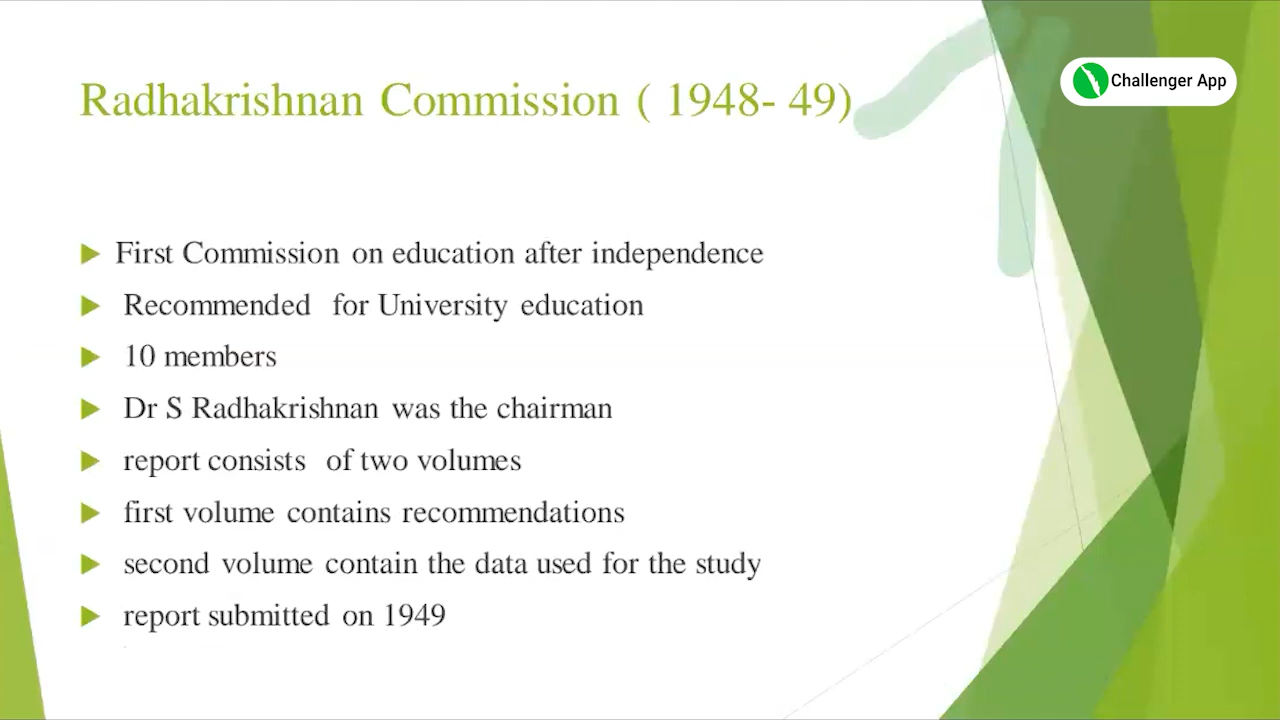 Challenger App
Radhakrishnan Commission ( 1948- 49)
First Commission on education after independence
Recommended for University education
10 members
Dr S Radhakrishnan was the chairman
report consists of two volumes
first volume contains recommendations
second volume contain the data used for the study
report submitted on 1949